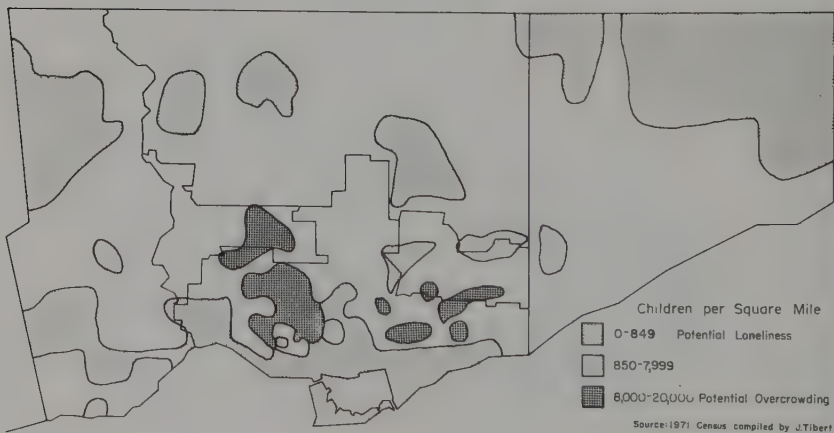 Children per Square Mile
0-849 Potential Loneliness
850-7,999
8,000-20,000 Potential Overcrowding
Source:1971 Census compiled by J.Tibert